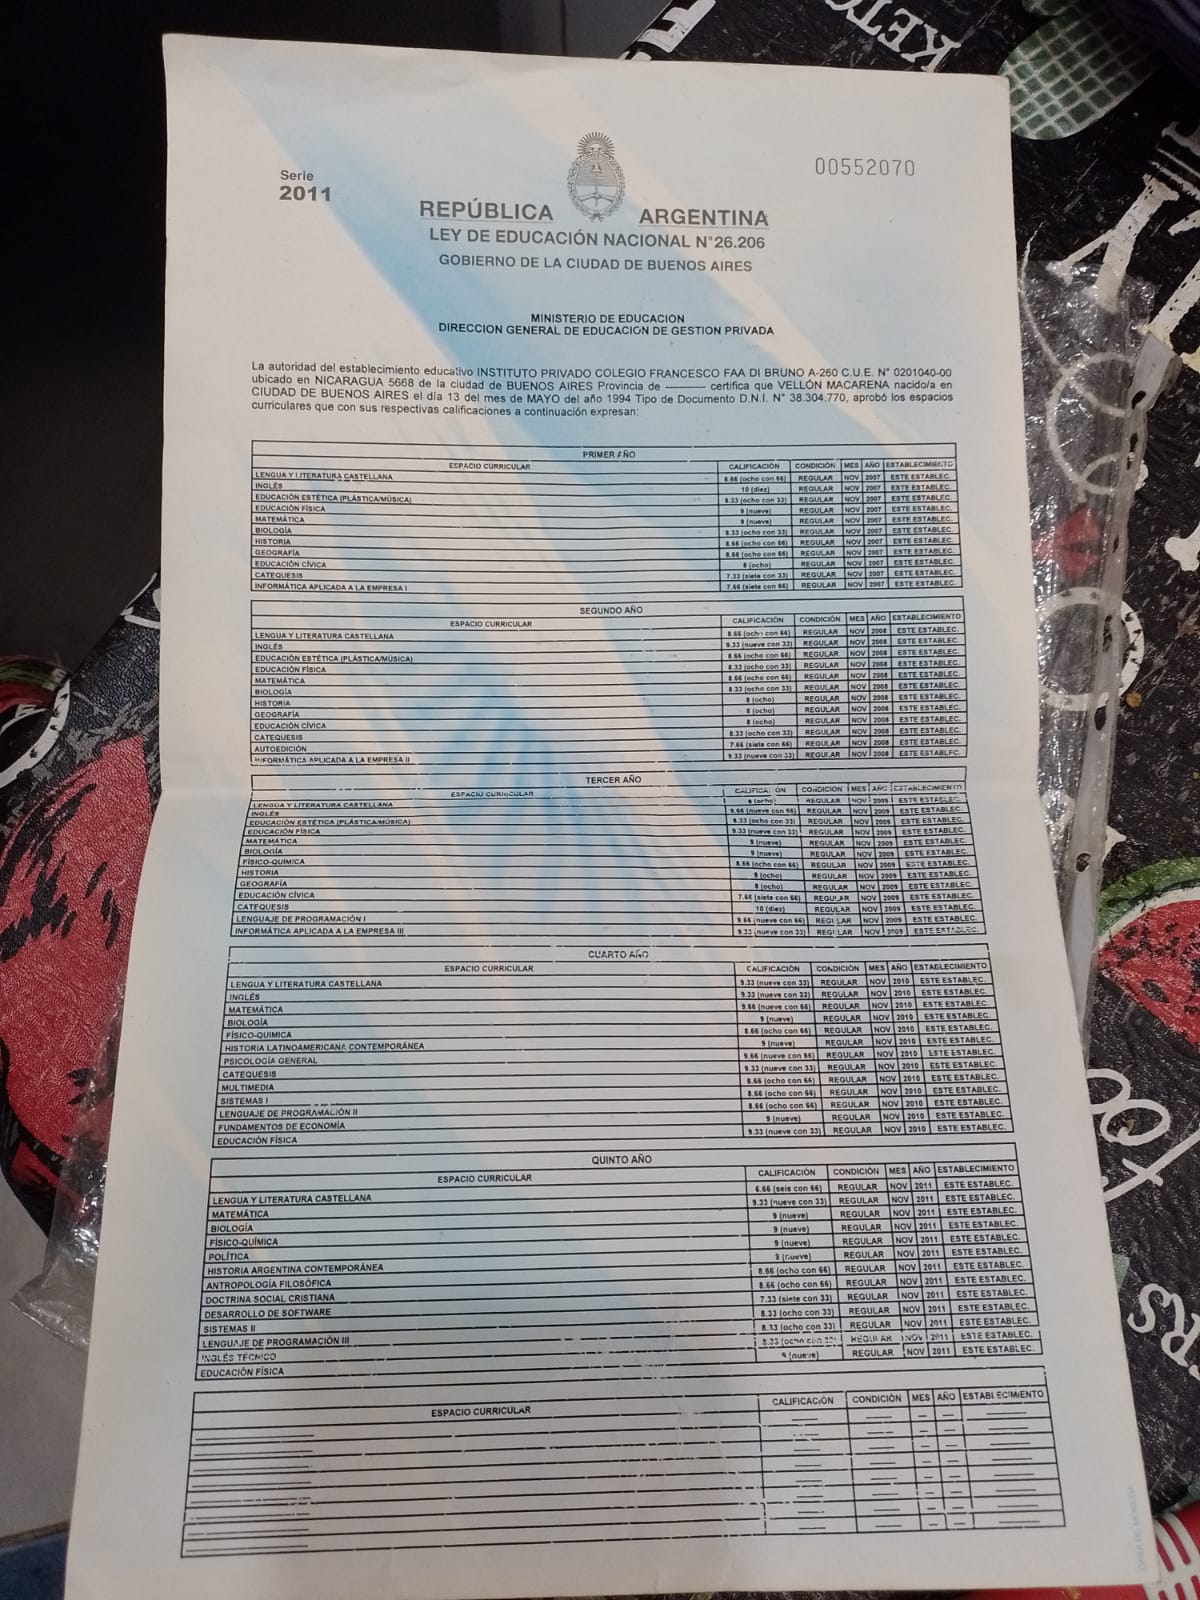 Serie
2011
00552070
REPÚBLICA ARGENTINA
LEY DE EDUCACIÓN NACIONAL N°26.206
GOBIERNO DE LA CIUDAD DE BUENOS AIRES
MINISTERIO DE EDUCACION
DIRECCION GENERAL DE EDUCACION DE GESTION PRIVADA
La autoridad del establecimiento educativo INSTITUTO PRIVADO COLEGIO FRANCESCO FAA DI BRUNO A-260 C.U.E. N° 0201040-00
ubicado en NICARAGUA 5668 de la ciudad de BUENOS AIRES Provincia de ---------- certifica que VELLÓN MACARENA nacido/a en
CIUDAD DE BUENOS AIRES el día 13 del mes de MAYO del año 1994 Tipo de Documento D.N.I. N° 38.304.770, aprobó los espacios
curriculares que con sus respectivas calificaciones a continuación expresan:
PRIMER AÑO
ESPACIO CURRICULAR CALIFICACIÓN CONDICIÓN MES AÑO ESTABLECIMIENTO
LENGUA Y LITERATURA CASTELLANA 8.66 (ocho con 66) REGULAR NOV 2007 ESTE ESTABLEC.
INGLÉS 10 (diez) REGULAR NOV 2007 ESTE ESTABLEC.
EDUCACIÓN ESTÉTICA (PLÁSTICA/MÚSICA) 8.33 (ocho con 33) REGULAR NOV 2007 ESTE ESTABLEC.
EDUCACIÓN FÍSICA 9 (nueve) REGULAR NOV 2007 ESTE ESTABLEC.
MATEMÁTICA 9 (nueve) REGULAR NOV 2007 ESTE ESTABLEC.
BIOLOGÍA 8.33 (ocho con 33) REGULAR NOV 2007 ESTE ESTABLEC.
HISTORIA 8.66 (ocho con 66) REGULAR NOV 2007 ESTE ESTABLEC.
GEOGRAFÍA 8.66 (ocho con 66) REGULAR NOV 2007 ESTE ESTABLEC.
EDUCACIÓN CÍVICA 8 (ocho) REGULAR NOV 2007 ESTE ESTABLEC.
CATEQUESIS 7.33 (siete con 33) REGULAR NOV 2007 ESTE ESTABLEC.
INFORMÁTICA APLICADA A LA EMPRESA I 7.66 (siete con 66) REGULAR NOV 2007 ESTE ESTABLEC.
SEGUNDO AÑO
ESPACIO CURRICULAR CALIFICACIÓN CONDICIÓN MES AÑO ESTABLECIMIENTO
LENGUA Y LITERATURA CASTELLANA 8.66 (ocho con 66) REGULAR NOV 2008 ESTE ESTABLEC.
INGLÉS 9.33 (nueve con 33) REGULAR NOV 2008 ESTE ESTABLEC.
EDUCACIÓN ESTÉTICA (PLÁSTICA/MÚSICA) 8.66 (ocho con 66) REGULAR NOV 2008 ESTE ESTABLEC.
EDUCACIÓN FÍSICA 8.33 (ocho con 33) REGULAR NOV 2008 ESTE ESTABLEC.
MATEMÁTICA 8.66 (ocho con 66) REGULAR NOV 2008 ESTE ESTABLEC.
BIOLOGÍA 8.33 (ocho con 33) REGULAR NOV 2008 ESTE ESTABLEC.
HISTORIA 8 (ocho) REGULAR NOV 2008 ESTE ESTABLEC.
GEOGRAFÍA 8 (ocho) REGULAR NOV 2008 ESTE ESTABLEC.
EDUCACIÓN CÍVICA 8 (ocho) REGULAR NOV 2008 ESTE ESTABLEC.
CATEQUESIS 8.33 (ocho con 33) REGULAR NOV 2008 ESTE ESTABLEC.
AUTOEDICIÓN 7.66 (siete con 66) REGULAR NOV 2008 ESTE ESTABLEC.
INFORMÁTICA APLICADA A LA EMPRESA II 9.33 (nueve con 33) REGULAR NOV 2008 ESTE ESTABLEC.
TERCER AÑO
ESPACIO CURRICULAR CALIFICACIÓN CONDICIÓN MES AÑO ESTABLECIMIENTO
LENGUA Y LITERATURA CASTELLANA 8 (ocho) REGULAR NOV 2009 ESTE ESTABLEC.
INGLÉS 9.66 (nueve con 66) REGULAR NOV 2009 ESTE ESTABLEC.
EDUCACIÓN ESTÉTICA (PLÁSTICA/MÚSICA) 8.33 (ocho con 33) REGULAR NOV 2009 ESTE ESTABLEC.
EDUCACIÓN FÍSICA 9.33 (nueve con 33) REGULAR NOV 2009 ESTE ESTABLEC.
MATEMÁTICA 9 (nueve) REGULAR NOV 2009 ESTE ESTABLEC.
BIOLOGÍA 9 (nueve) REGULAR NOV 2009 ESTE ESTABLEC.
FÍSICO-QUÍMICA 8.66 (ocho con 66) REGULAR NOV 2009 ESTE ESTABLEC.
HISTORIA 8 (ocho) REGULAR NOV 2009 ESTE ESTABLEC.
GEOGRAFÍA 8 (ocho) REGULAR NOV 2009 ESTE ESTABLEC.
EDUCACIÓN CÍVICA 7.66 (siete con 66) REGULAR NOV 2009 ESTE ESTABLEC.
CATEQUESIS 10 (diez) REGULAR NOV 2009 ESTE ESTABLEC.
LENGUAJE DE PROGRAMACIÓN I 9.66 (nueve con 66) REGULAR NOV 2009 ESTE ESTABLEC.
INFORMÁTICA APLICADA A LA EMPRESA III 9.33 (nueve con 33) REGULAR NOV 2009 ESTE ESTABLEC.
CUARTO AÑO
ESPACIO CURRICULAR CALIFICACIÓN CONDICIÓN MES AÑO ESTABLECIMIENTO
LENGUA Y LITERATURA CASTELLANA 9.33 (nueve con 33) REGULAR NOV 2010 ESTE ESTABLEC.
INGLÉS 9.33 (nueve con 33) REGULAR NOV 2010 ESTE ESTABLEC.
MATEMÁTICA 9.66 (nueve con 66) REGULAR NOV 2010 ESTE ESTABLEC.
BIOLOGÍA 9 (nueve) REGULAR NOV 2010 ESTE ESTABLEC.
FÍSICO-QUIMICA 8.66 (ocho con 66) REGULAR NOV 2010 ESTE ESTABLEC.
HISTORIA LATINOAMERICANA CONTEMPORÁNEA 9 (nueve) REGULAR NOV 2010 ESTE ESTABLEC.
PSICOLOGÍA GENERAL 9.66 (nueve con 66) REGULAR NOV 2010 ESTE ESTABLEC.
CATEQUESIS 9.33 (nueve con 33) REGULAR NOV 2010 ESTE ESTABLEC.
MULTIMEDIA 8.66 (ocho con 66) REGULAR NOV 2010 ESTE ESTABLEC.
SISTEMAS I 8.66 (ocho con 66) REGULAR NOV 2010 ESTE ESTABLEC.
LENGUAJE DE PROGRAMACIÓN II 8.66 (ocho con 66) REGULAR NOV 2010 ESTE ESTABLEC.
FUNDAMENTOS DE ECONOMÍA 9 (nueve) REGULAR NOV 2010 ESTE ESTABLEC.
EDUCACIÓN FÍSICA 9.33 (nueve con 33) REGULAR NOV 2010 ESTE ESTABLEC.
QUINTO AÑO
ESPACIO CURRICULAR CALIFICACIÓN CONDICIÓN MES AÑO ESTABLECIMIENTO
LENGUA Y LITERATURA CASTELLANA 6.66 (seis con 66) REGULAR NOV 2011 ESTE ESTABLEC.
MATEMÁTICA 9.33 (nueve con 33) REGULAR NOV 2011 ESTE ESTABLEC.
BIOLOGÍA 9 (nueve) REGULAR NOV 2011 ESTE ESTABLEC.
FÍSICO-QUÍMICA 9 (nueve) REGULAR NOV 2011 ESTE ESTABLEC.
POLÍTICA 9 (nueve) REGULAR NOV 2011 ESTE ESTABLEC.
HISTORIA ARGENTINA CONTEMPORÁNEA 9 (nueve) REGULAR NOV 2011 ESTE ESTABLEC.
ANTROPOLOGÍA FILOSÓFICA 8.66 (ocho con 66) REGULAR NOV 2011 ESTE ESTABLEC.
DOCTRINA SOCIAL CRISTIANA 8.66 (ocho con 66) REGULAR NOV 2011 ESTE ESTABLEC.
DESARROLLO DE SOFTWARE 7.33 (siete con 33) REGULAR NOV 2011 ESTE ESTABLEC.
SISTEMAS II 8.33 (ocho con 33) REGULAR NOV 2011 ESTE ESTABLEC.
LENGUAJE DE PROGRAMACIÓN III 8.33 (ocho con 33) REGULAR NOV 2011 ESTE ESTABLEC.
INGLÉS TÉCNICO 8.33 (ocho con 33) REGULAR NOV 2011 ESTE ESTABLEC.
EDUCACIÓN FÍSICA 9 (nueve) REGULAR NOV 2011 ESTE ESTABLEC.
ESPACIO CURRICULAR CALIFICACIÓN CONDICIÓN MES AÑO ESTABLECIMIENTO